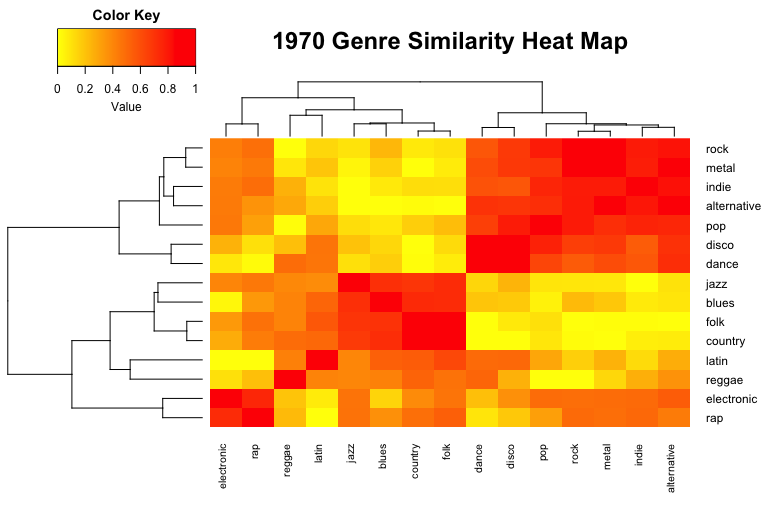 Color Key
1970 Genre Similarity Heat Map
0 0.2 0.4 0.6 0.8 1
Value
rock
metal
indie
alternative
pop
disco
dance
jazz
blues
folk
country
latin
reggae
electronic
rap
electronic
rap
reggae
latin
jazz
blues
country
folk
dance
disco
pop
rock
metal
indie
alternative